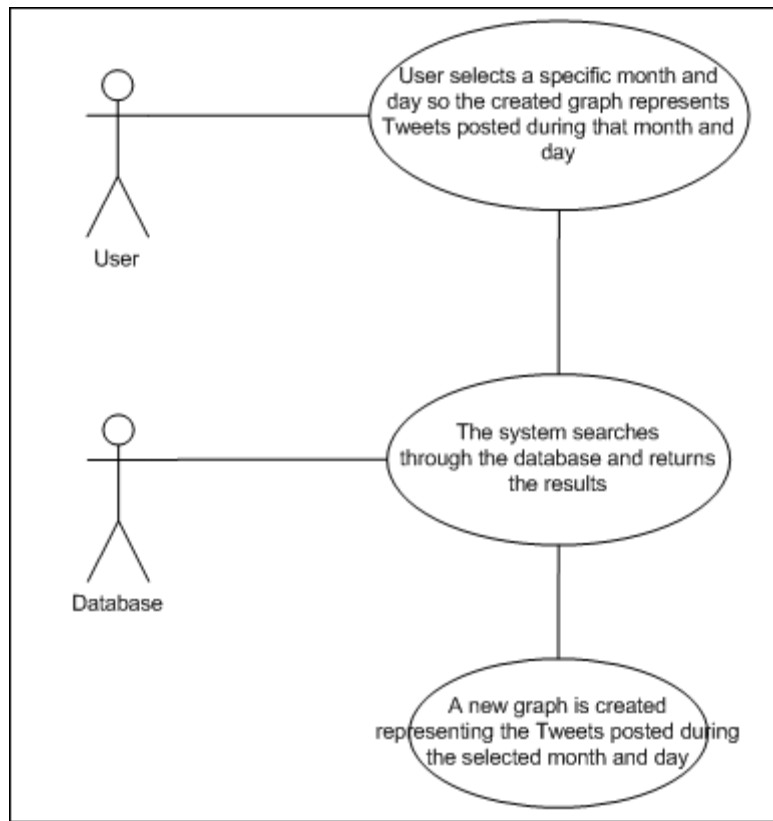 User selects a specific month and
day so the created graph represents
Tweets posted during that month and
day
User
The system searches
through the database and returns
the results
Database
A new graph is created
representing the Tweets posted during
the selected month and day